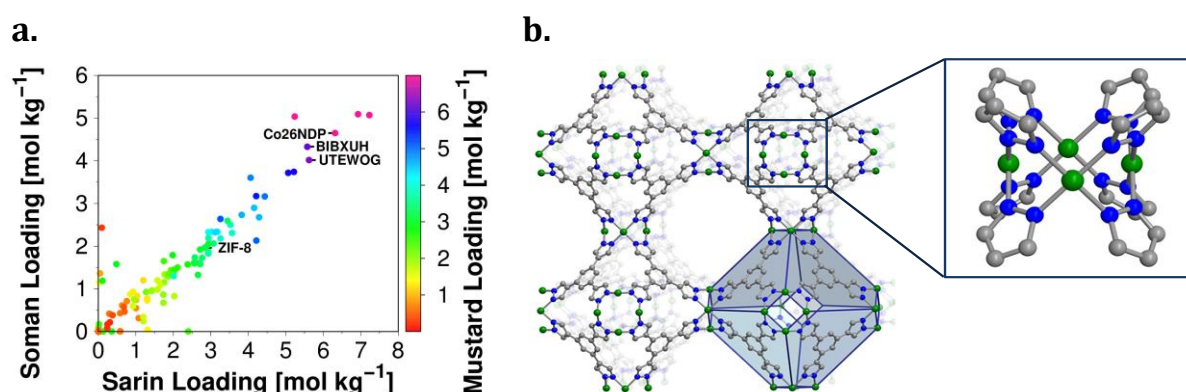 a.
b.
Soman Loading [mol kg⁻¹]
6
5
4
3
2
1
0
Co26NDP
BIBXUH
UTEWOG
ZIF-8
0 1 2 3 4 5 6 7 8
Sarin Loading [mol kg⁻¹]
6
5
4
3
2
1
Mustard Loading [mol kg⁻¹]